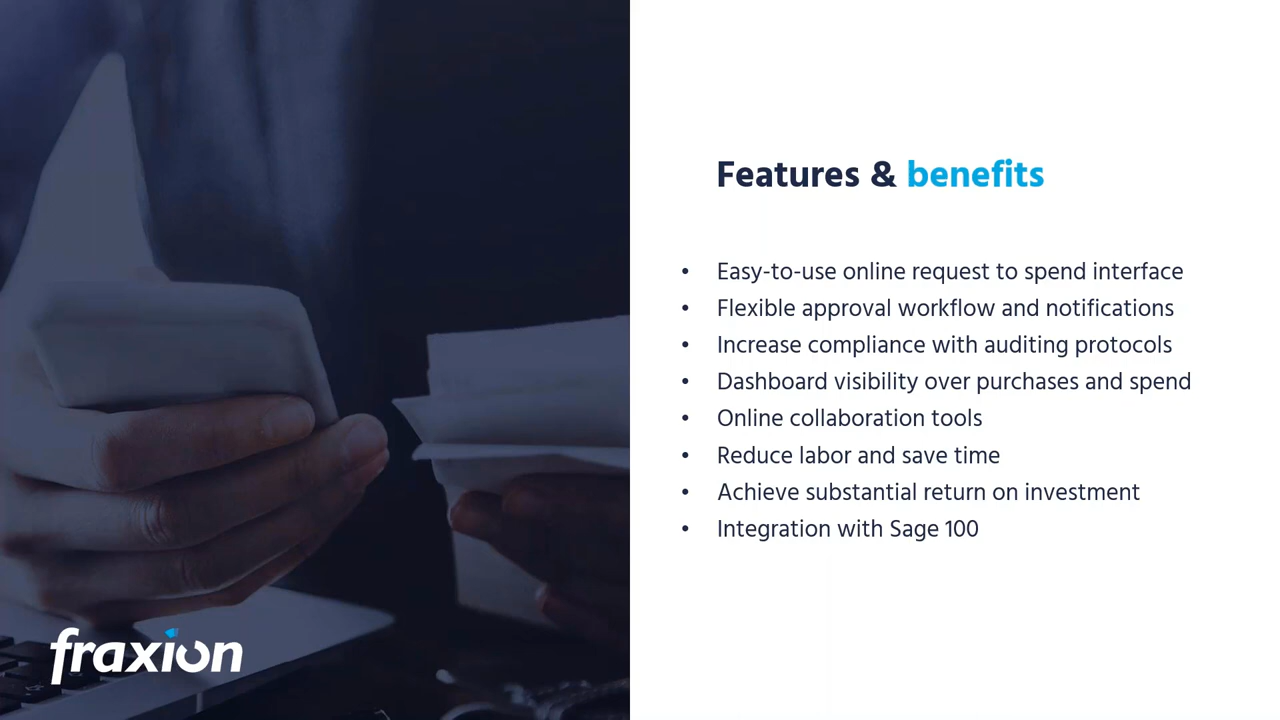 Features & benefits
• Easy-to-use online request to spend interface
• Flexible approval workflow and notifications
• Increase compliance with auditing protocols
• Dashboard visibility over purchases and spend
• Online collaboration tools
• Reduce labor and save time
• Achieve substantial return on investment
• Integration with Sage 100
fraxion